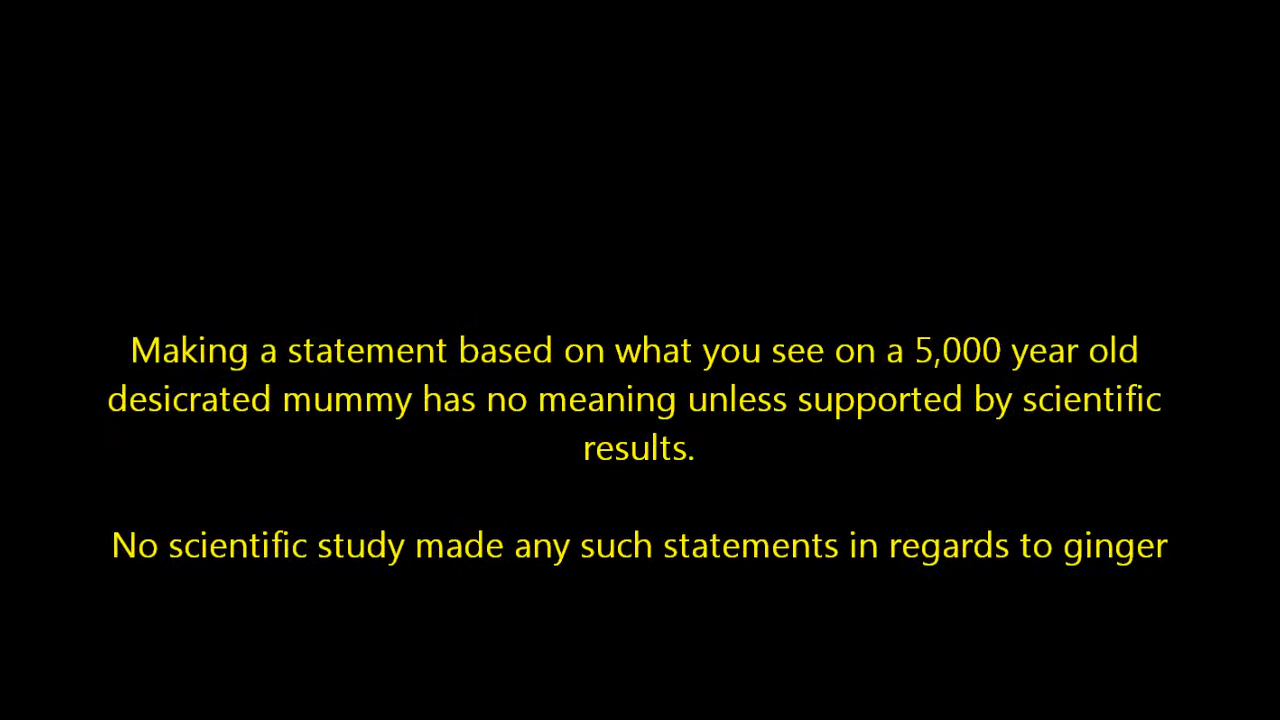 Making a statement based on what you see on a 5,000 year old
desicrated mummy has no meaning unless supported by scientific
results.
No scientific study made any such statements in regards to ginger